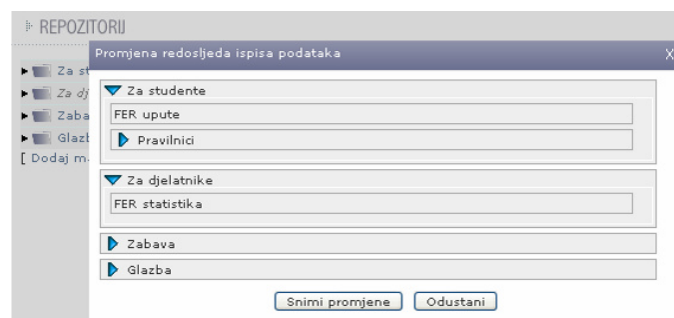 REPOZITORIJ
Promjena redosljeda ispisa podataka X
Za st
Za studente
Za dj
FER upute
Zaba
Pravilnici
Glazb
[ Dodaj m
Za djelatnike
FER statistika
Zabava
Glazba
Snimi promjene Odustani